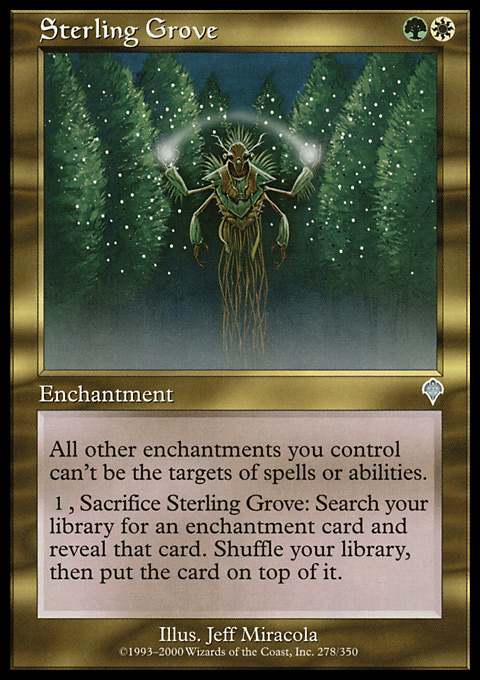 Sterling Grove
Enchantment
All other enchantments you control
can't be the targets of spells or abilities.
1, Sacrifice Sterling Grove: Search your
library for an enchantment card and
reveal that card. Shuffle your library,
then put the card on top of it.
Illus. Jeff Miracola
©1993–2000 Wizards of the Coast, Inc. 278/350